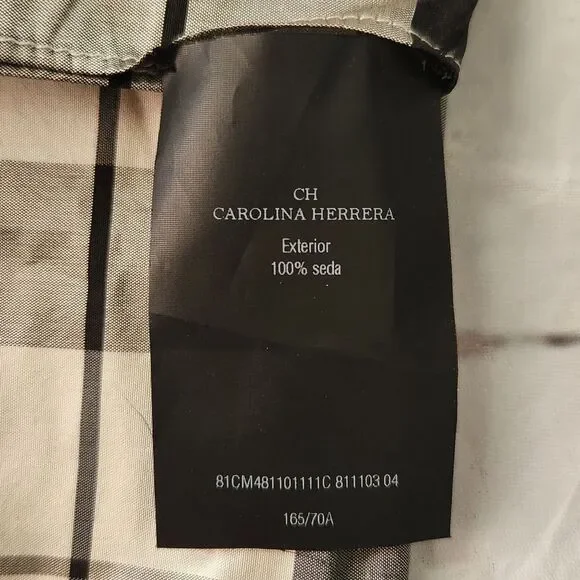 CH
CAROLINA HERRERA
Exterior
100% seda
81CM481101111C 811103 04
165/70A